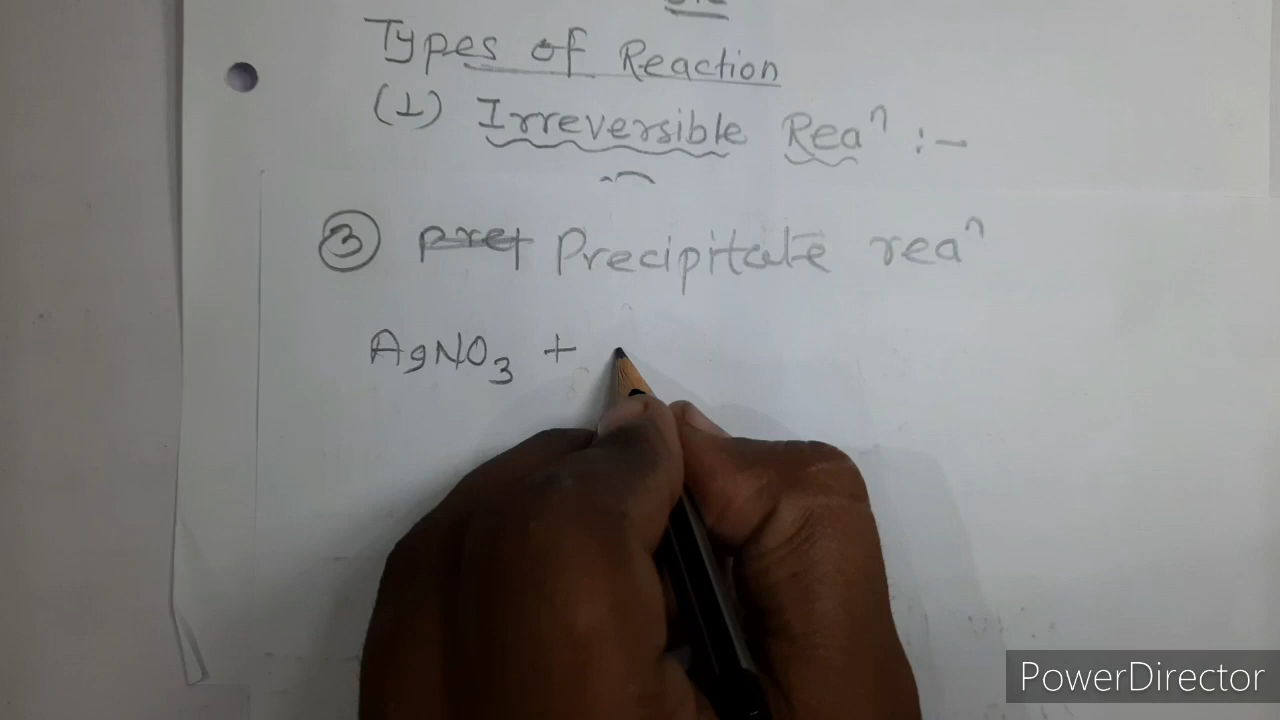 Types of Reaction
(1) Irreversible Reaⁿ :-
③ pret Precipitate reaⁿ
AgNO₃ +
PowerDirector